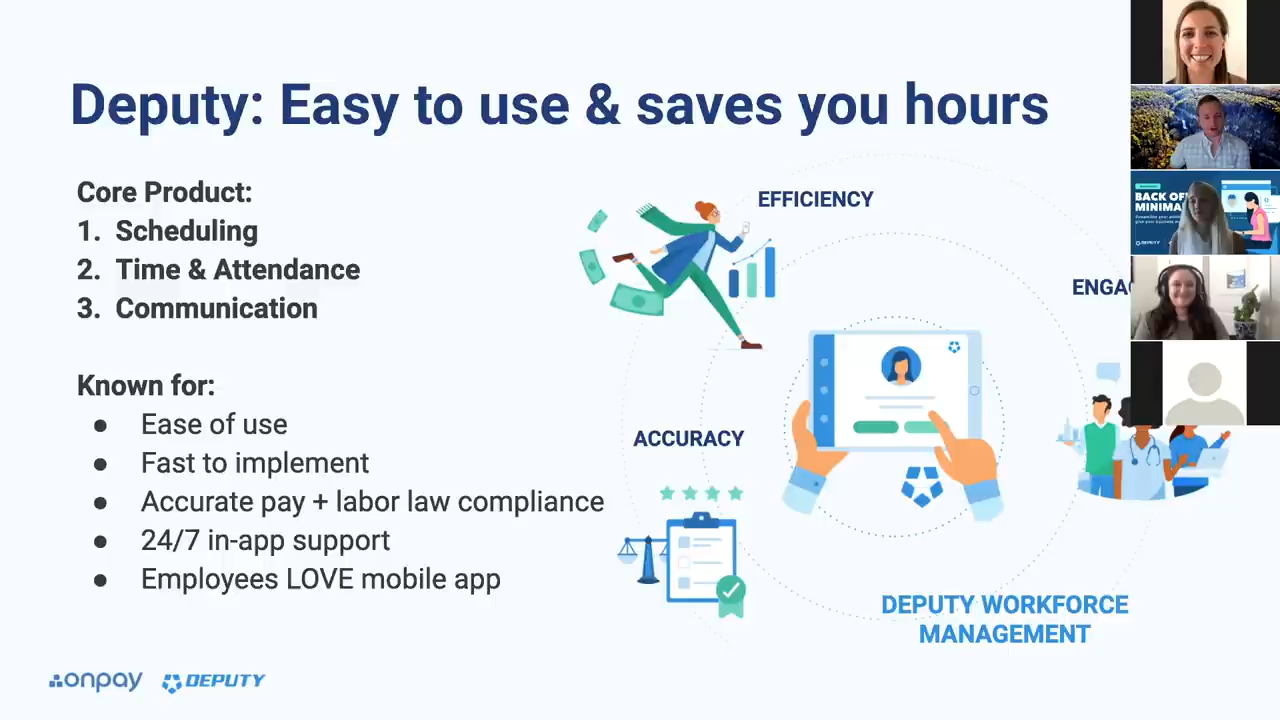 Deputy: Easy to use & saves you hours
Core Product:
1. Scheduling
2. Time & Attendance
3. Communication
Known for:
● Ease of use
● Fast to implement
● Accurate pay + labor law compliance
● 24/7 in-app support
● Employees LOVE mobile app
EFFICIENCY
ENGA
ACCURACY
DEPUTY WORKFORCE
MANAGEMENT
onpay DEPUTY
BACK OF
MINIMA
DEPUTY